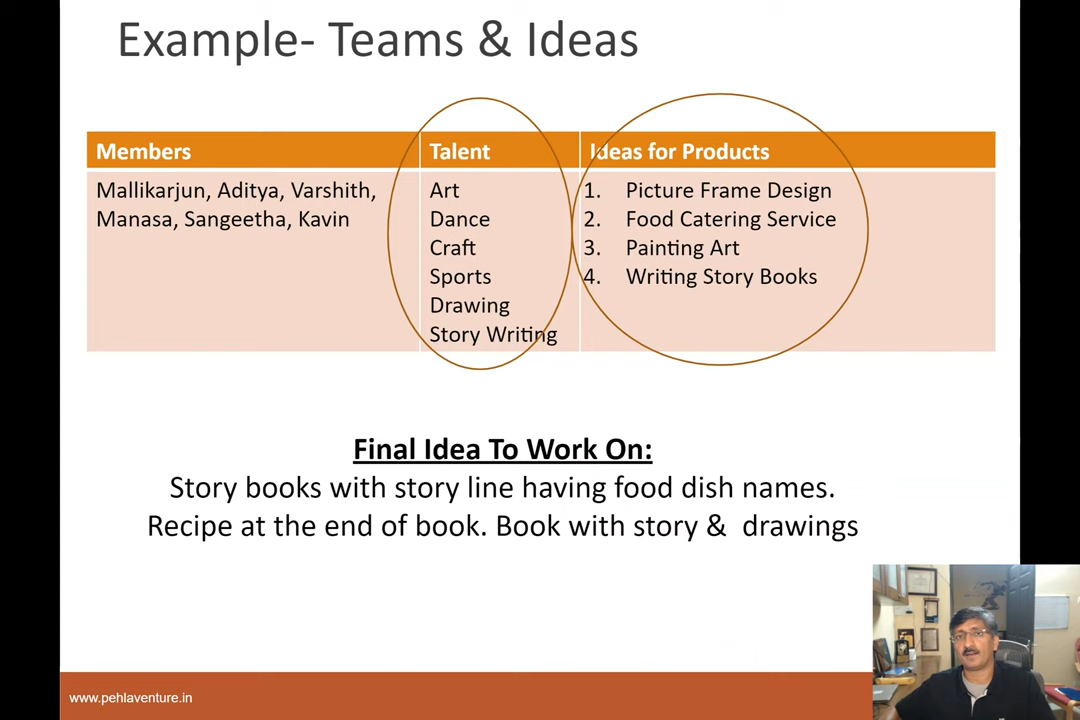 Example- Teams & Ideas
Members
Talent
Ideas for Products
Mallikarjun, Aditya, Varshith,
Manasa, Sangeetha, Kavin
Art
Dance
Craft
Sports
Drawing
Story Writing
1. Picture Frame Design
2. Food Catering Service
3. Painting Art
4. Writing Story Books
Final Idea To Work On:
Story books with story line having food dish names.
Recipe at the end of book. Book with story & drawings
www.pehlaventure.in